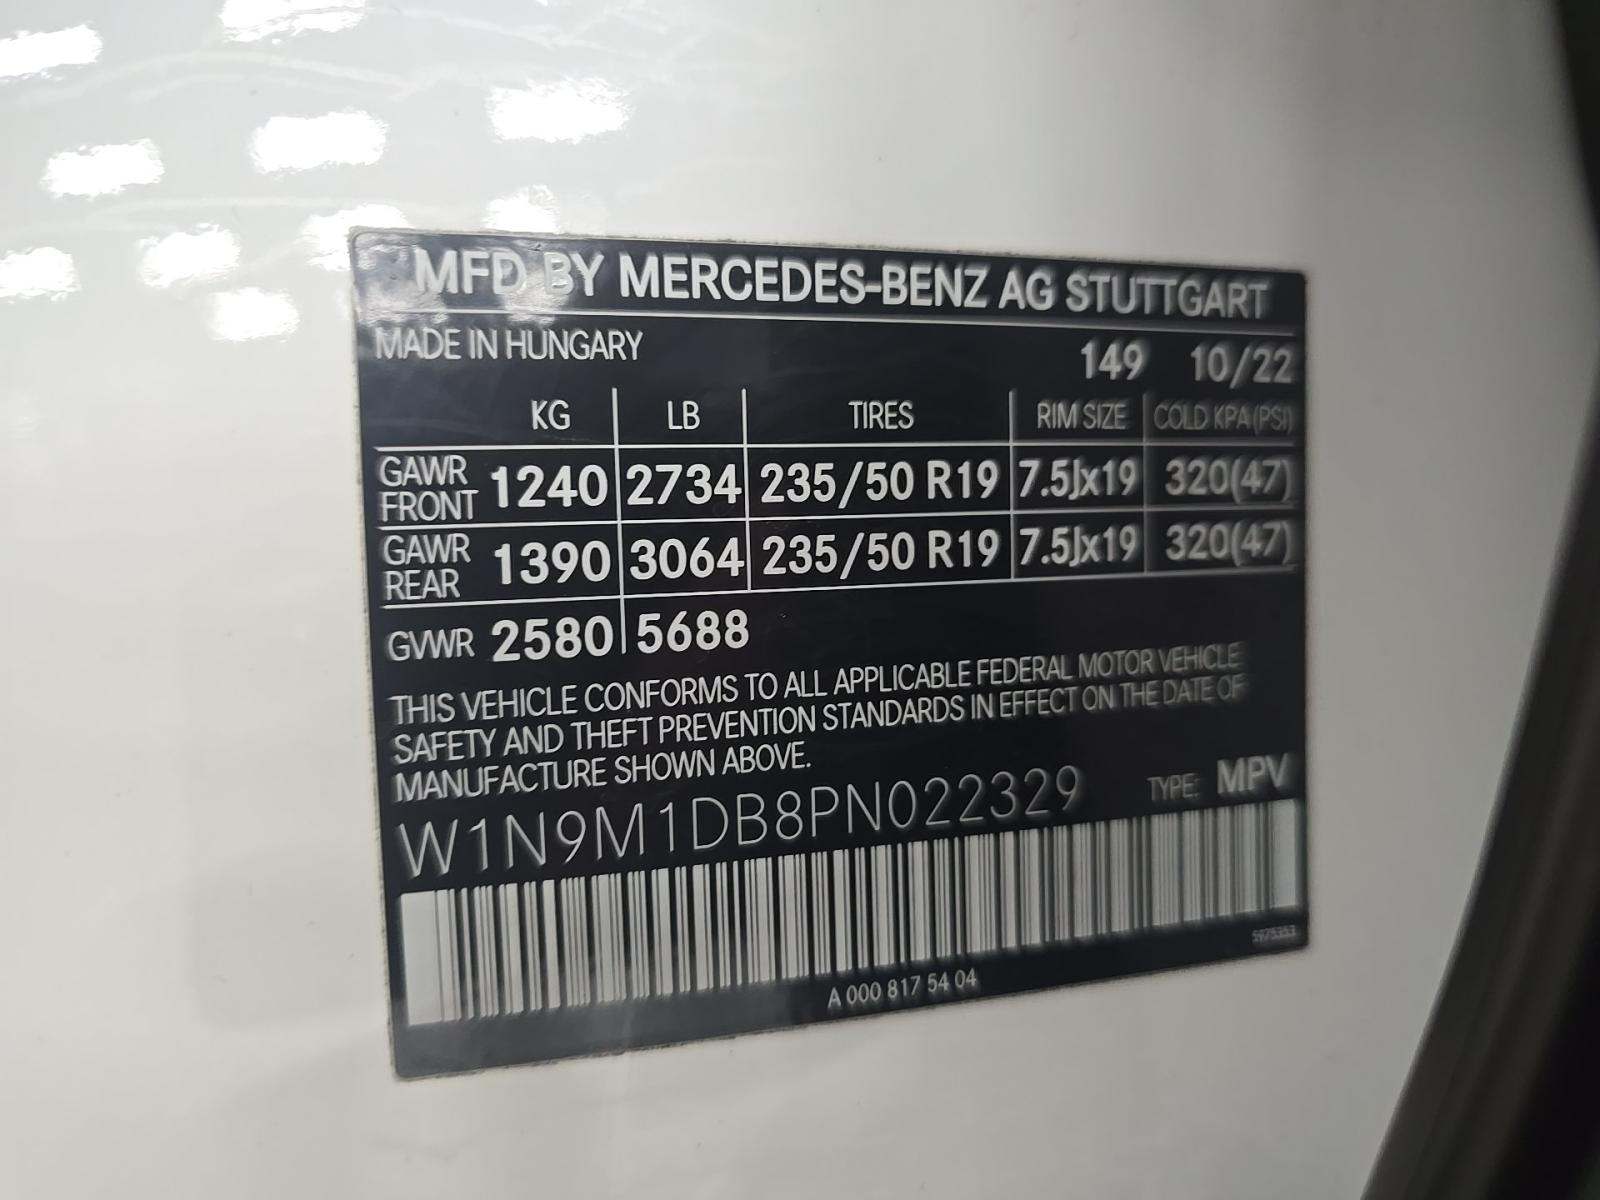 MFD BY MERCEDES-BENZ AG STUTTGART
MADE IN HUNGARY 149 10/22
KG LB TIRES RIM SIZE COLD KPA(PSI)
GAWR FRONT 1240 2734 235/50 R19 7.5Jx19 320(47)
GAWR REAR 1390 3064 235/50 R19 7.5Jx19 320(47)
GVWR 2580 5688
THIS VEHICLE CONFORMS TO ALL APPLICABLE FEDERAL MOTOR VEHICLE
SAFETY AND THEFT PREVENTION STANDARDS IN EFFECT ON THE DATE OF
MANUFACTURE SHOWN ABOVE.
W1N9M1DB8PN022329 TYPE: MPV
5975353
A 000 817 54 04